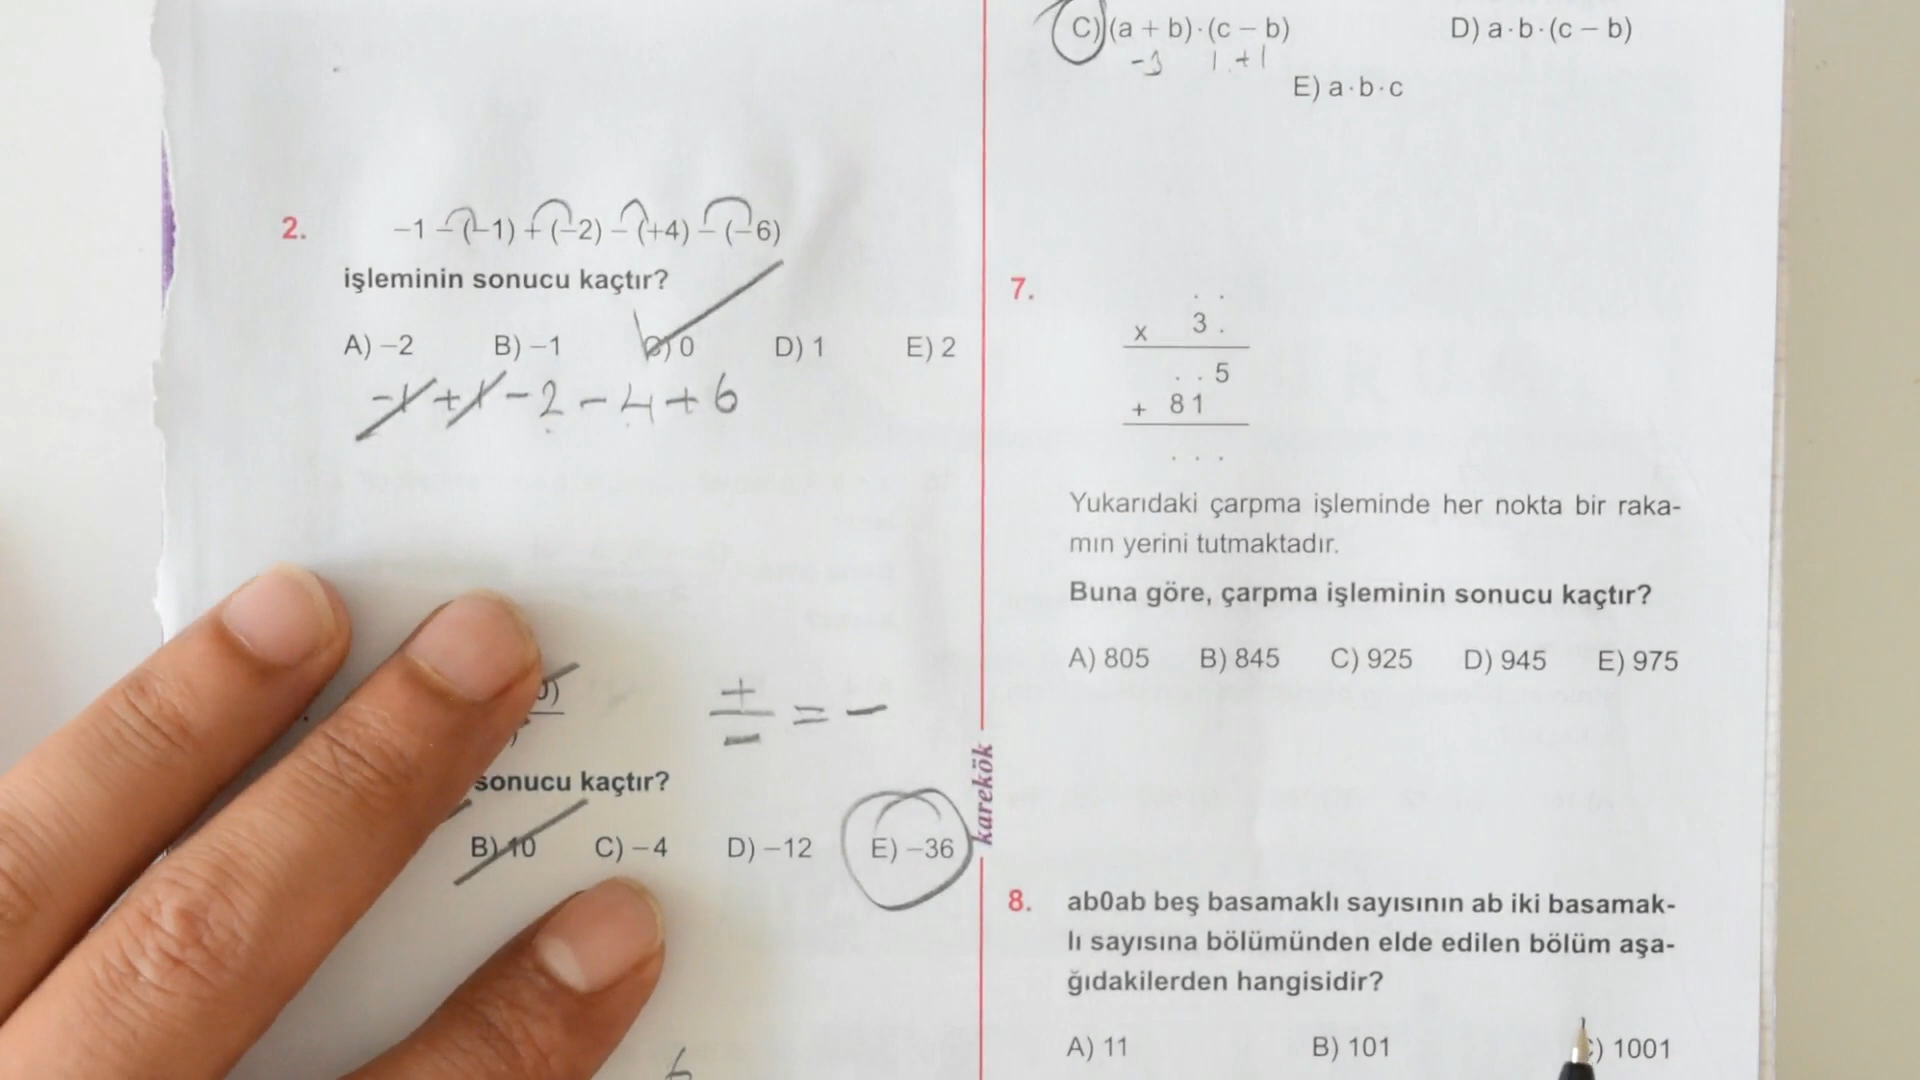 2.
−1 − (−1) + (−2) − (+4) − (−6)
işleminin sonucu kaçtır?
A) −2 B) −1 C) 0 D) 1 E) 2
−1 + 1 − 2 − 4 + 6
+
— = −
−
sonucu kaçtır?
B) 10 C) −4 D) −12 E) −36
6
karekök
C) (a + b)·(c − b) D) a·b·(c − b)
−3 1 + 1
E) a·b·c
7.
. .
x 3 .
. . 5
+ 81
. . .
Yukarıdaki çarpma işleminde her nokta bir raka-
mın yerini tutmaktadır.
Buna göre, çarpma işleminin sonucu kaçtır?
A) 805 B) 845 C) 925 D) 945 E) 975
8. ab0ab beş basamaklı sayısının ab iki basamak-
lı sayısına bölümünden elde edilen bölüm aşa-
ğıdakilerden hangisidir?
A) 11 B) 101 ) 1001